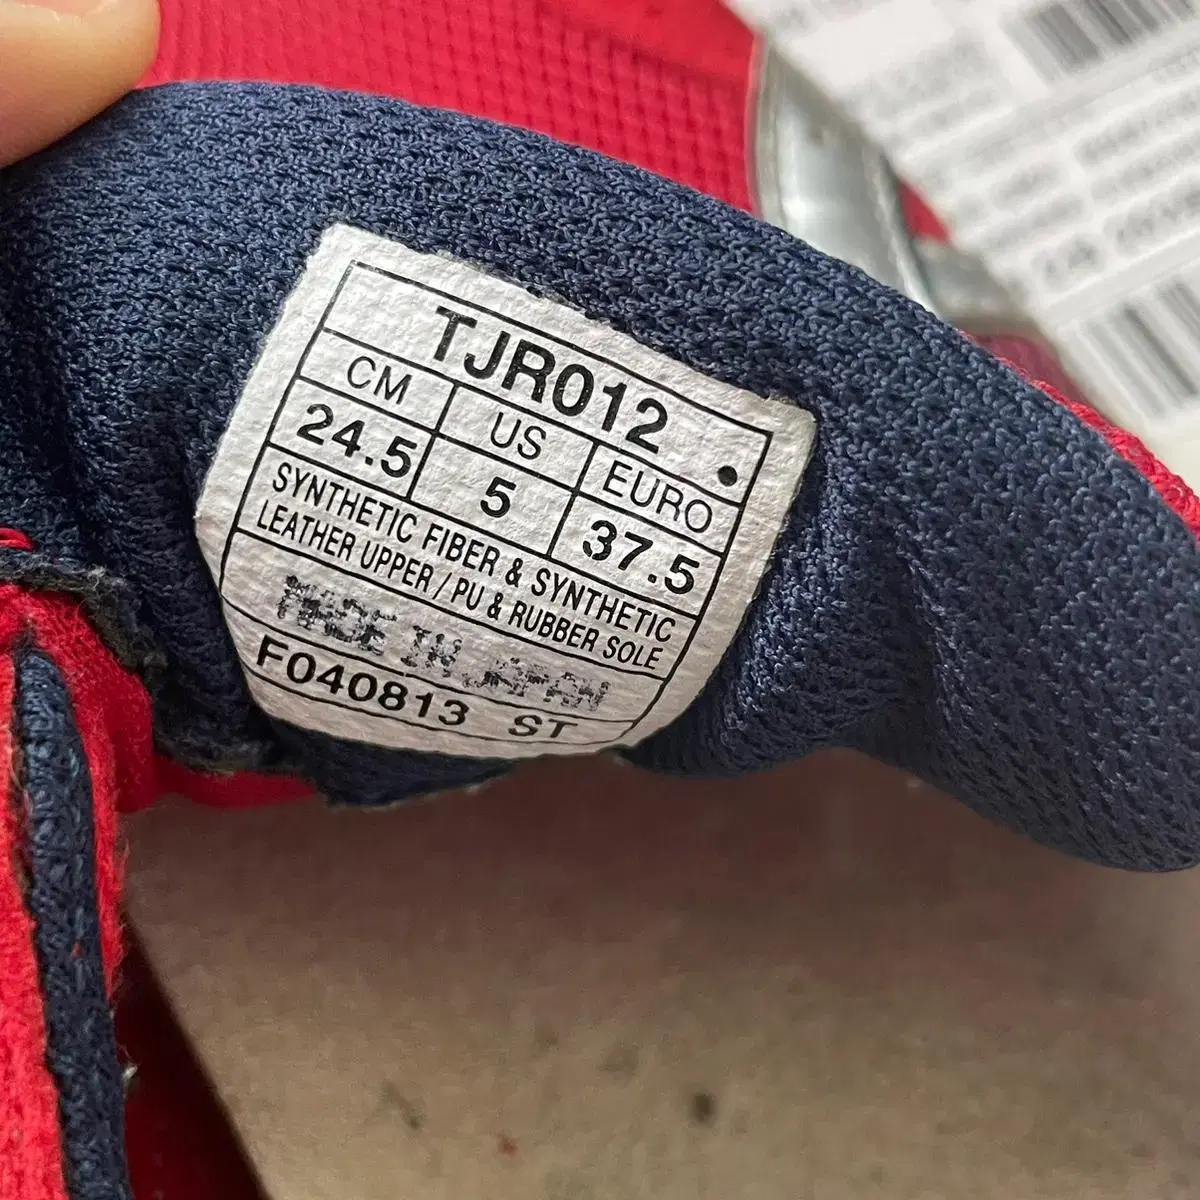 TJR012
CM US EURO
24.5 5 37.5
SYNTHETIC FIBER & SYNTHETIC
LEATHER UPPER / PU & RUBBER SOLE
MADE IN JAPAN
F040813 ST